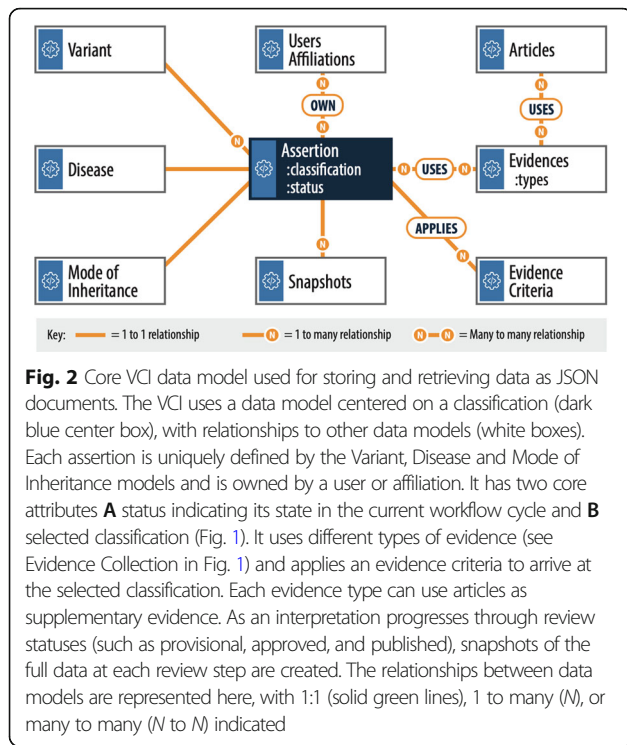 Variant
Users
Affiliations
Articles
N
N
OWN
USES
N
N
N
Disease
Assertion
:classification
:status
N
USES
N
Evidences
:types
APPLIES
Mode of
Inheritance
N
Snapshots
N
Evidence
Criteria
Key: = 1 to 1 relationship N = 1 to many relationship N N = Many to many relationship
Fig. 2 Core VCI data model used for storing and retrieving data as JSON
documents. The VCI uses a data model centered on a classification (dark
blue center box), with relationships to other data models (white boxes).
Each assertion is uniquely defined by the Variant, Disease and Mode of
Inheritance models and is owned by a user or affiliation. It has two core
attributes A status indicating its state in the current workflow cycle and B
selected classification (Fig. 1). It uses different types of evidence (see
Evidence Collection in Fig. 1) and applies an evidence criteria to arrive at
the selected classification. Each evidence type can use articles as
supplementary evidence. As an interpretation progresses through review
statuses (such as provisional, approved, and published), snapshots of the
full data at each review step are created. The relationships between data
models are represented here, with 1:1 (solid green lines), 1 to many (N), or
many to many (N to N) indicated